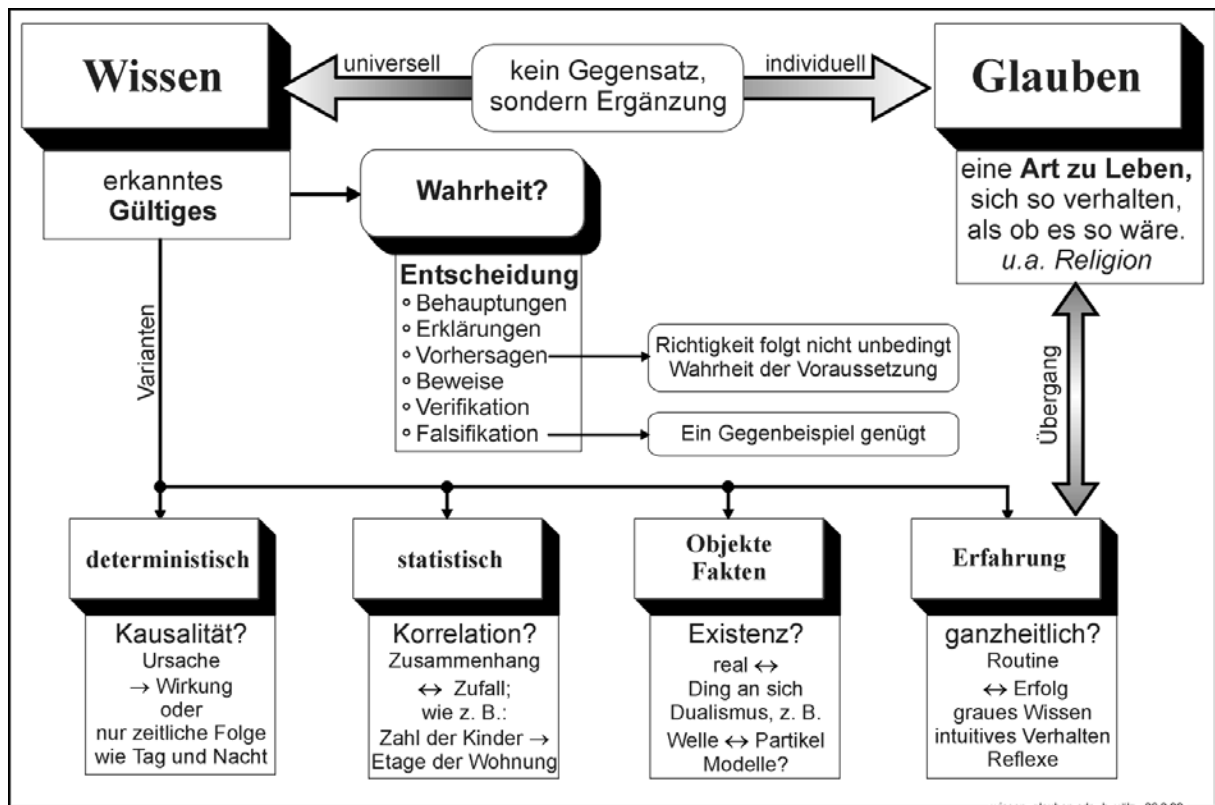 Wissen
universell
kein Gegensatz,
sondern Ergänzung
individuell
Glauben
erkanntes
Gültiges
Wahrheit?
eine Art zu Leben,
sich so verhalten,
als ob es so wäre.
u.a. Religion
Entscheidung
Behauptungen
Erklärungen
Vorhersagen
Beweise
Verifikation
Falsifikation
Richtigkeit folgt nicht unbedingt
Wahrheit der Voraussetzung
Ein Gegenbeispiel genügt
Varianten
Übergang
deterministisch
Kausalität?
Ursache
→ Wirkung
oder
nur zeitliche Folge
wie Tag und Nacht
statistisch
Korrelation?
Zusammenhang
↔ Zufall;
wie z. B.:
Zahl der Kinder →
Etage der Wohnung
Objekte
Fakten
Existenz?
real ↔
Ding an sich
Dualismus, z. B.
Welle ↔ Partikel
Modelle?
Erfahrung
ganzheitlich?
Routine
↔ Erfolg
graues Wissen
intuitives Verhalten
Reflexe